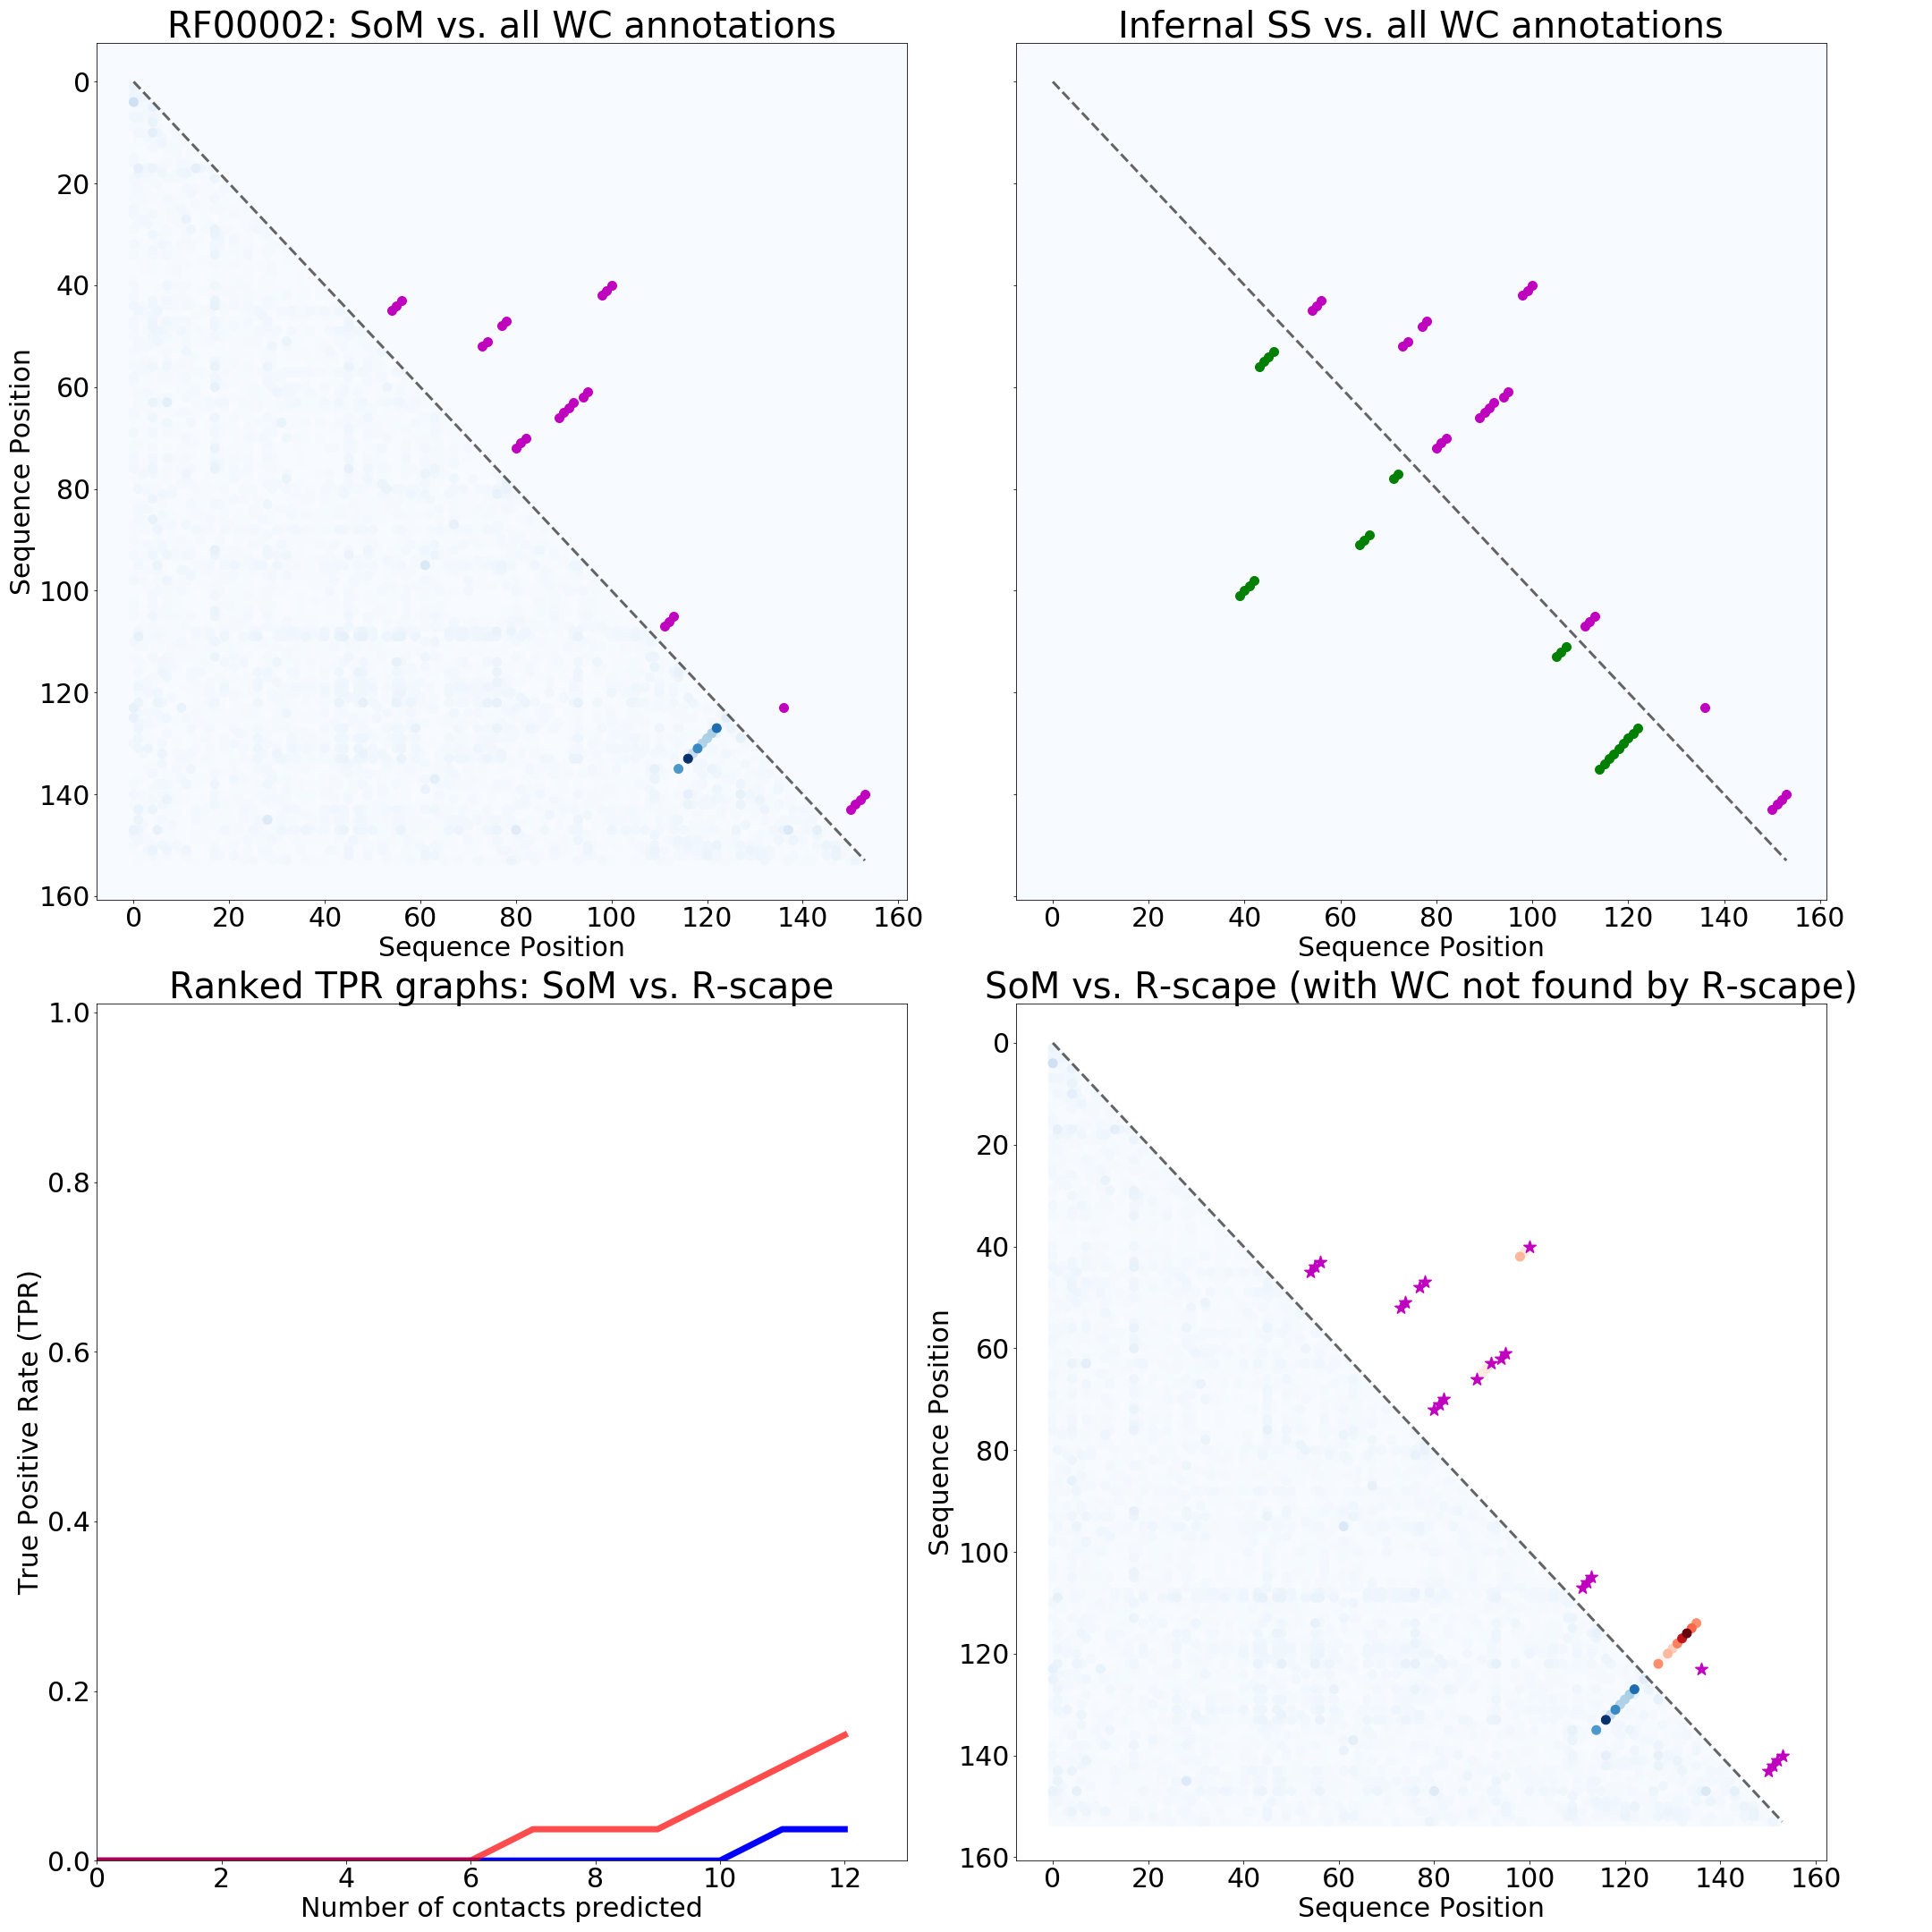 RF00002: SoM vs. all WC annotations
Infernal SS vs. all WC annotations
0
20
40
60
80
100
120
140
160
Sequence Position
0 20 40 60 80 100 120 140 160
Sequence Position
0 20 40 60 80 100 120 140 160
Sequence Position
Ranked TPR graphs: SoM vs. R-scape
1.0
0.8
0.6
0.4
0.2
0.0
True Positive Rate (TPR)
0 2 4 6 8 10 12
Number of contacts predicted
SoM vs. R-scape (with WC not found by R-scape)
0
20
40
60
80
100
120
140
160
Sequence Position
0 20 40 60 80 100 120 140 160
Sequence Position